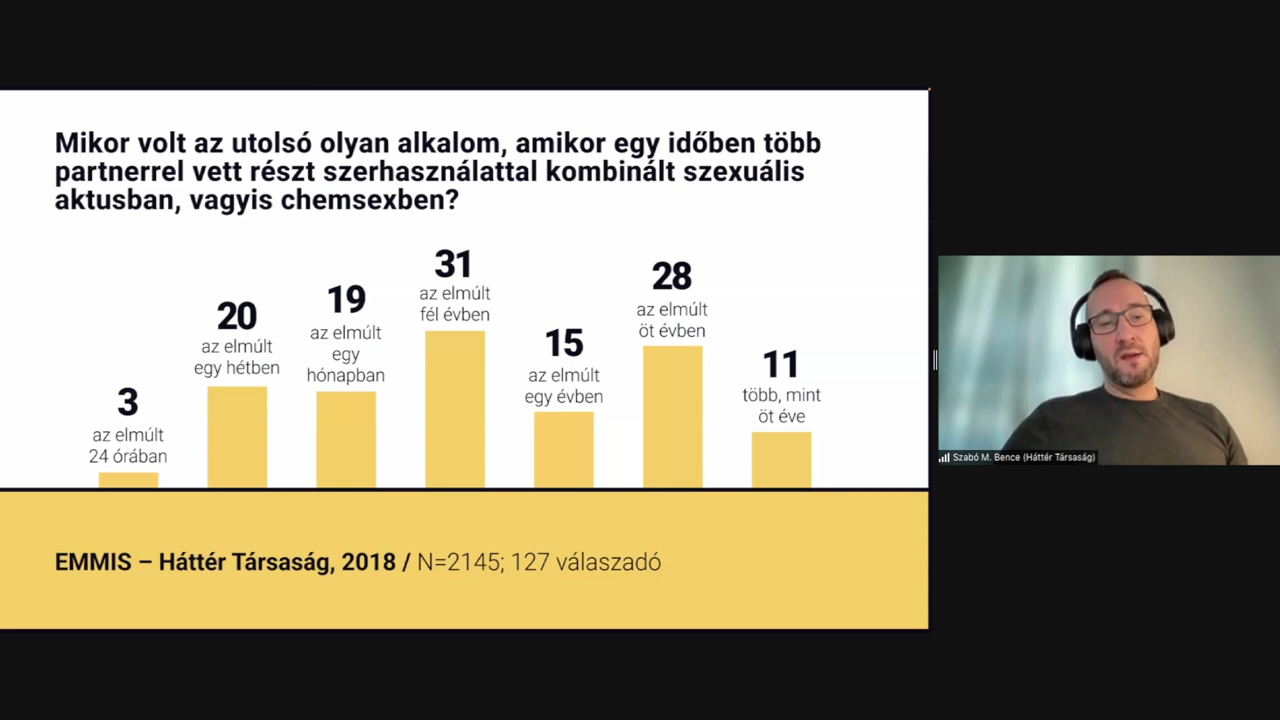 Mikor volt az utolsó olyan alkalom, amikor egy időben több
partnerrel vett részt szerhasználattal kombinált szexuális
aktusban, vagyis chemsexben?
3
az elmúlt
24 órában
20
az elmúlt
egy hétben
19
az elmúlt
egy
hónapban
31
az elmúlt
fél évben
15
az elmúlt
egy évben
28
az elmúlt
öt évben
11
több, mint
öt éve
EMMIS – Háttér Társaság, 2018 / N=2145; 127 válaszadó
Szabó M. Bence (Háttér Társaság)